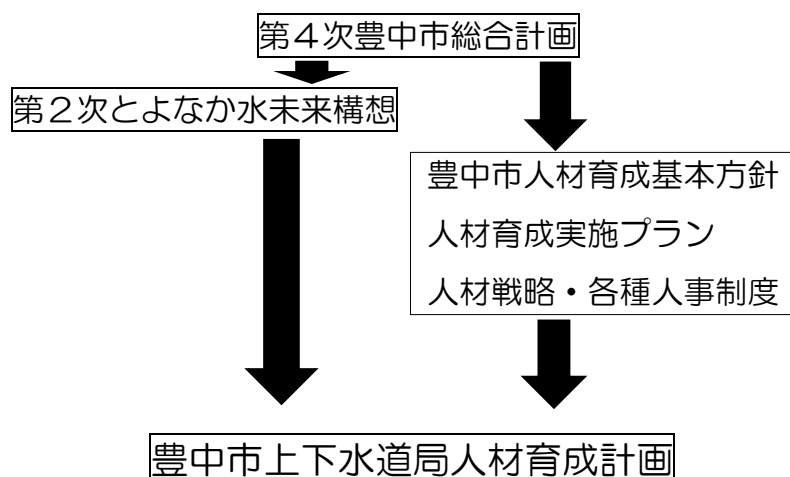 第４次豊中市総合計画
第２次とよなか水未来構想
豊中市人材育成基本方針
人材育成実施プラン
人材戦略・各種人事制度
豊中市上下水道局人材育成計画